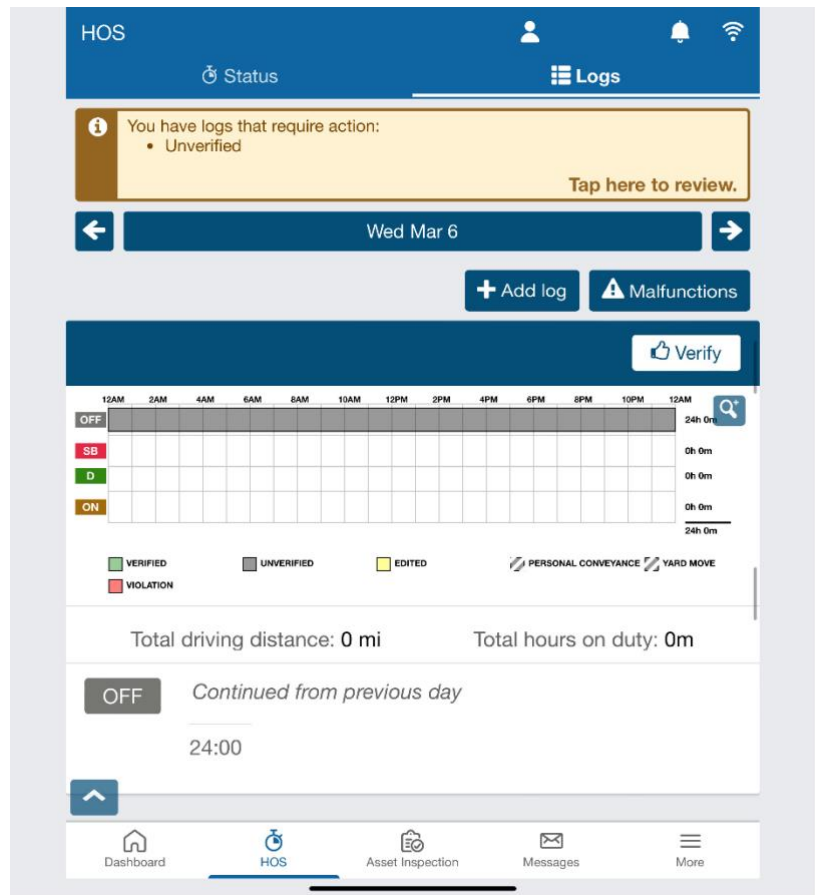 HOS
Status Logs
You have logs that require action:
• Unverified
Tap here to review.
Wed Mar 6
Add log Malfunctions
Verify
12AM 2AM 4AM 6AM 8AM 10AM 12PM 2PM 4PM 6PM 8PM 10PM 12AM
OFF 24h 0m
SB 0h 0m
D 0h 0m
ON 0h 0m
24h 0m
VERIFIED UNVERIFIED EDITED PERSONAL CONVEYANCE YARD MOVE
VIOLATION
Total driving distance: 0 mi Total hours on duty: 0m
OFF Continued from previous day
24:00
Dashboard HOS Asset Inspection Messages More